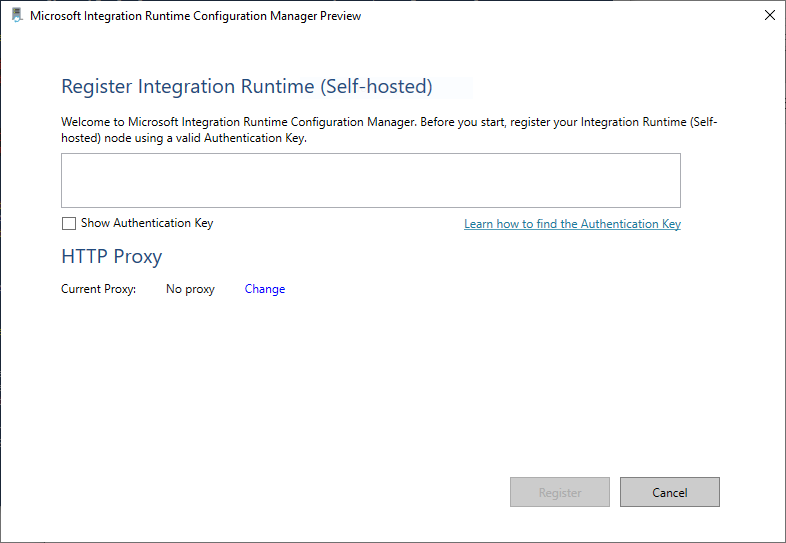 Microsoft Integration Runtime Configuration Manager Preview
Register Integration Runtime (Self-hosted)
Welcome to Microsoft Integration Runtime Configuration Manager. Before you start, register your Integration Runtime (Self-
hosted) node using a valid Authentication Key.
Show Authentication Key
Learn how to find the Authentication Key
HTTP Proxy
Current Proxy: No proxy Change
Register Cancel